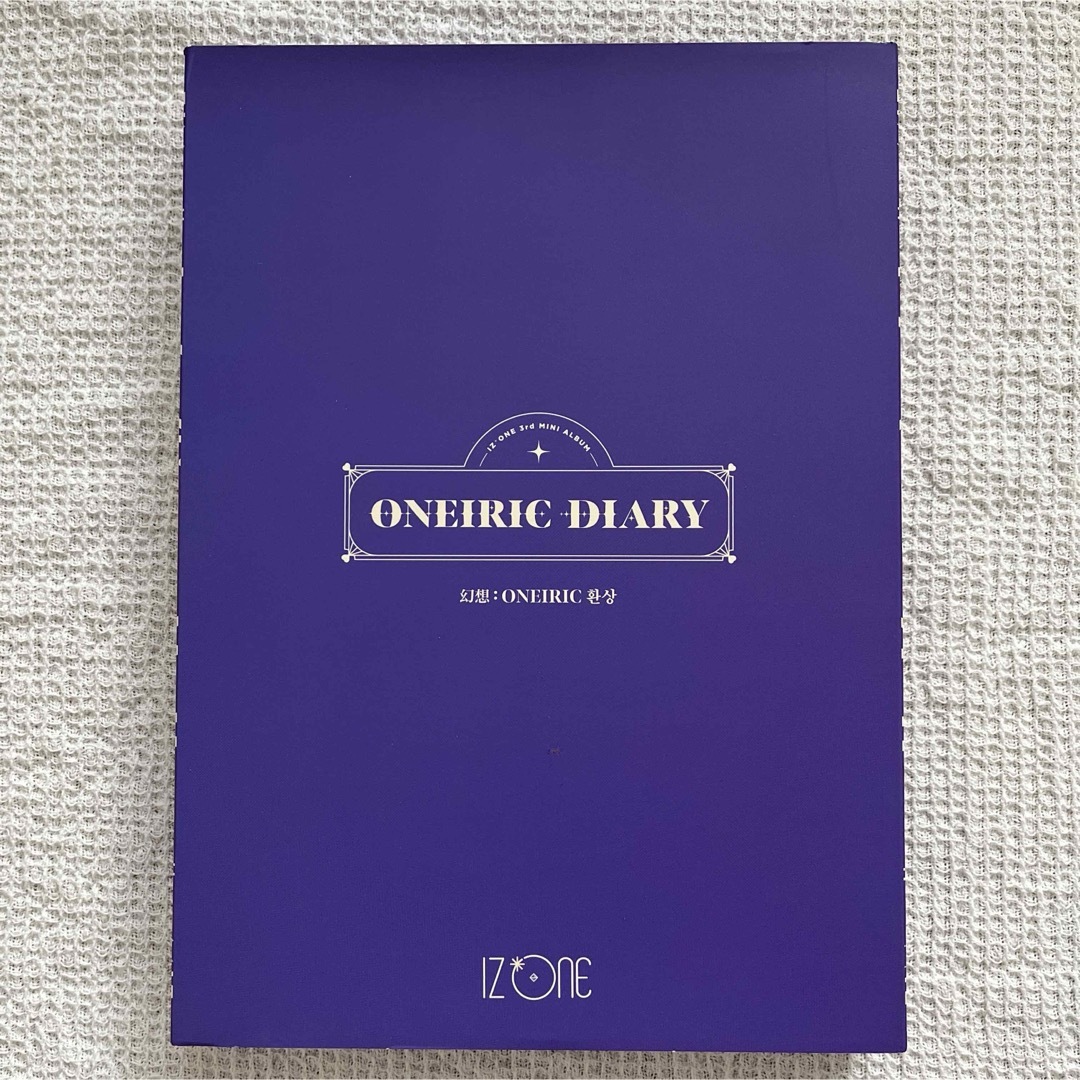 IZ*ONE 3rd MINI ALBUM
ONEIRIC DIARY
幻想 : ONEIRIC 환상
IZ*ONE